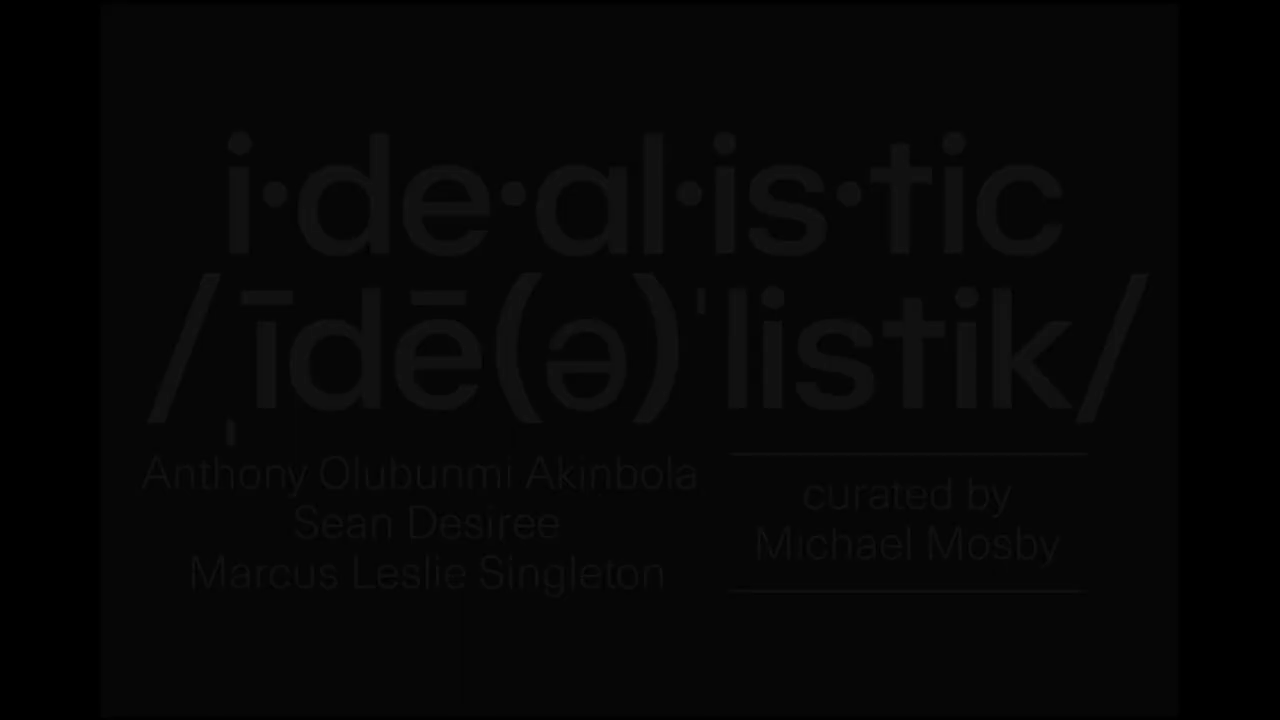 i·de·al·is·tic
/ˌīdē(ə)ˈlistik/
Anthony Olubunmi Akinbola
Sean Desiree
Marcus Leslie Singleton
curated by
Michael Mosby